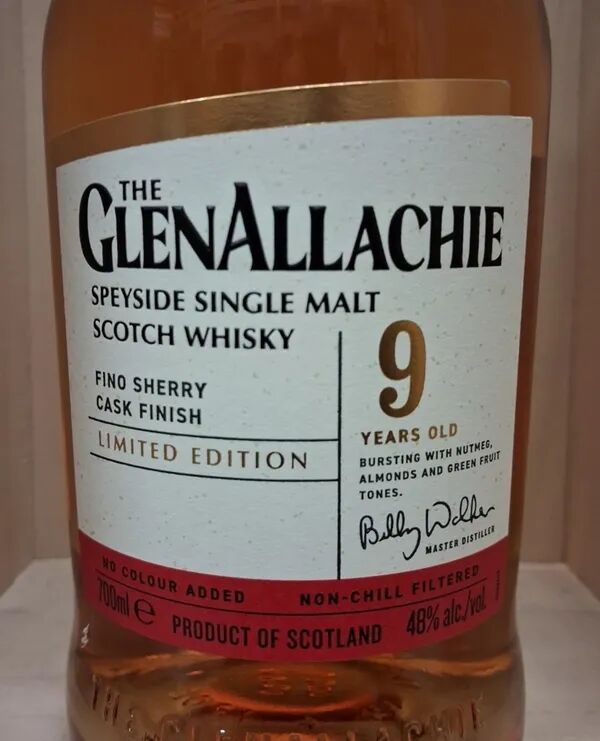 THE
GLENALLACHIE
SPEYSIDE SINGLE MALT
SCOTCH WHISKY
FINO SHERRY
CASK FINISH
LIMITED EDITION
9
YEARS OLD
BURSTING WITH NUTMEG,
ALMONDS AND GREEN FRUIT
TONES.
Billy Walker
MASTER DISTILLER
NO COLOUR ADDED
NON-CHILL FILTERED
700ml e
PRODUCT OF SCOTLAND
48% alc./vol.
THE GLENALLACHIE